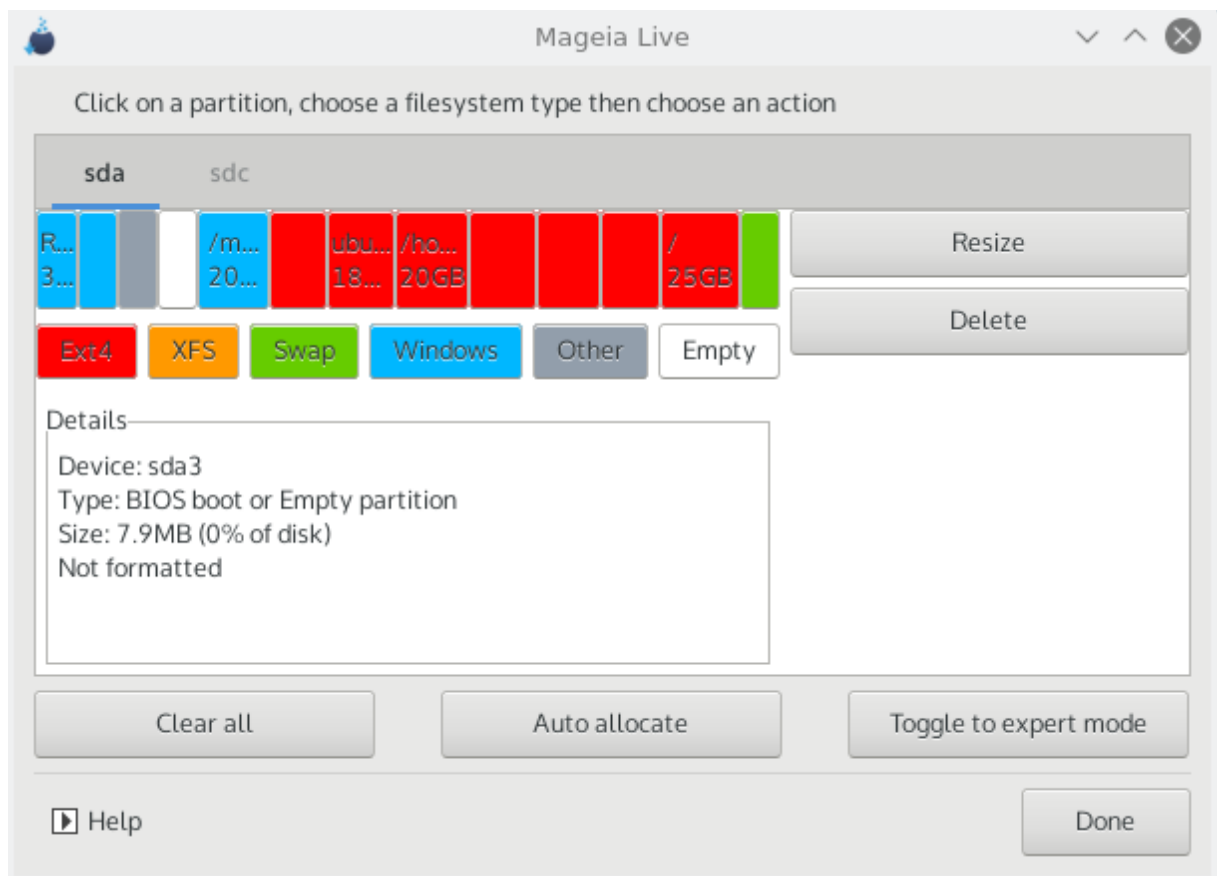 Mageia Live
Click on a partition, choose a filesystem type then choose an action
sda sdc
R... /m... ubu... /ho... /
3... 20... 18... 20GB 25GB
Resize
Delete
Ext4 XFS Swap Windows Other Empty
Details
Device: sda3
Type: BIOS boot or Empty partition
Size: 7.9MB (0% of disk)
Not formatted
Clear all Auto allocate Toggle to expert mode
Help Done